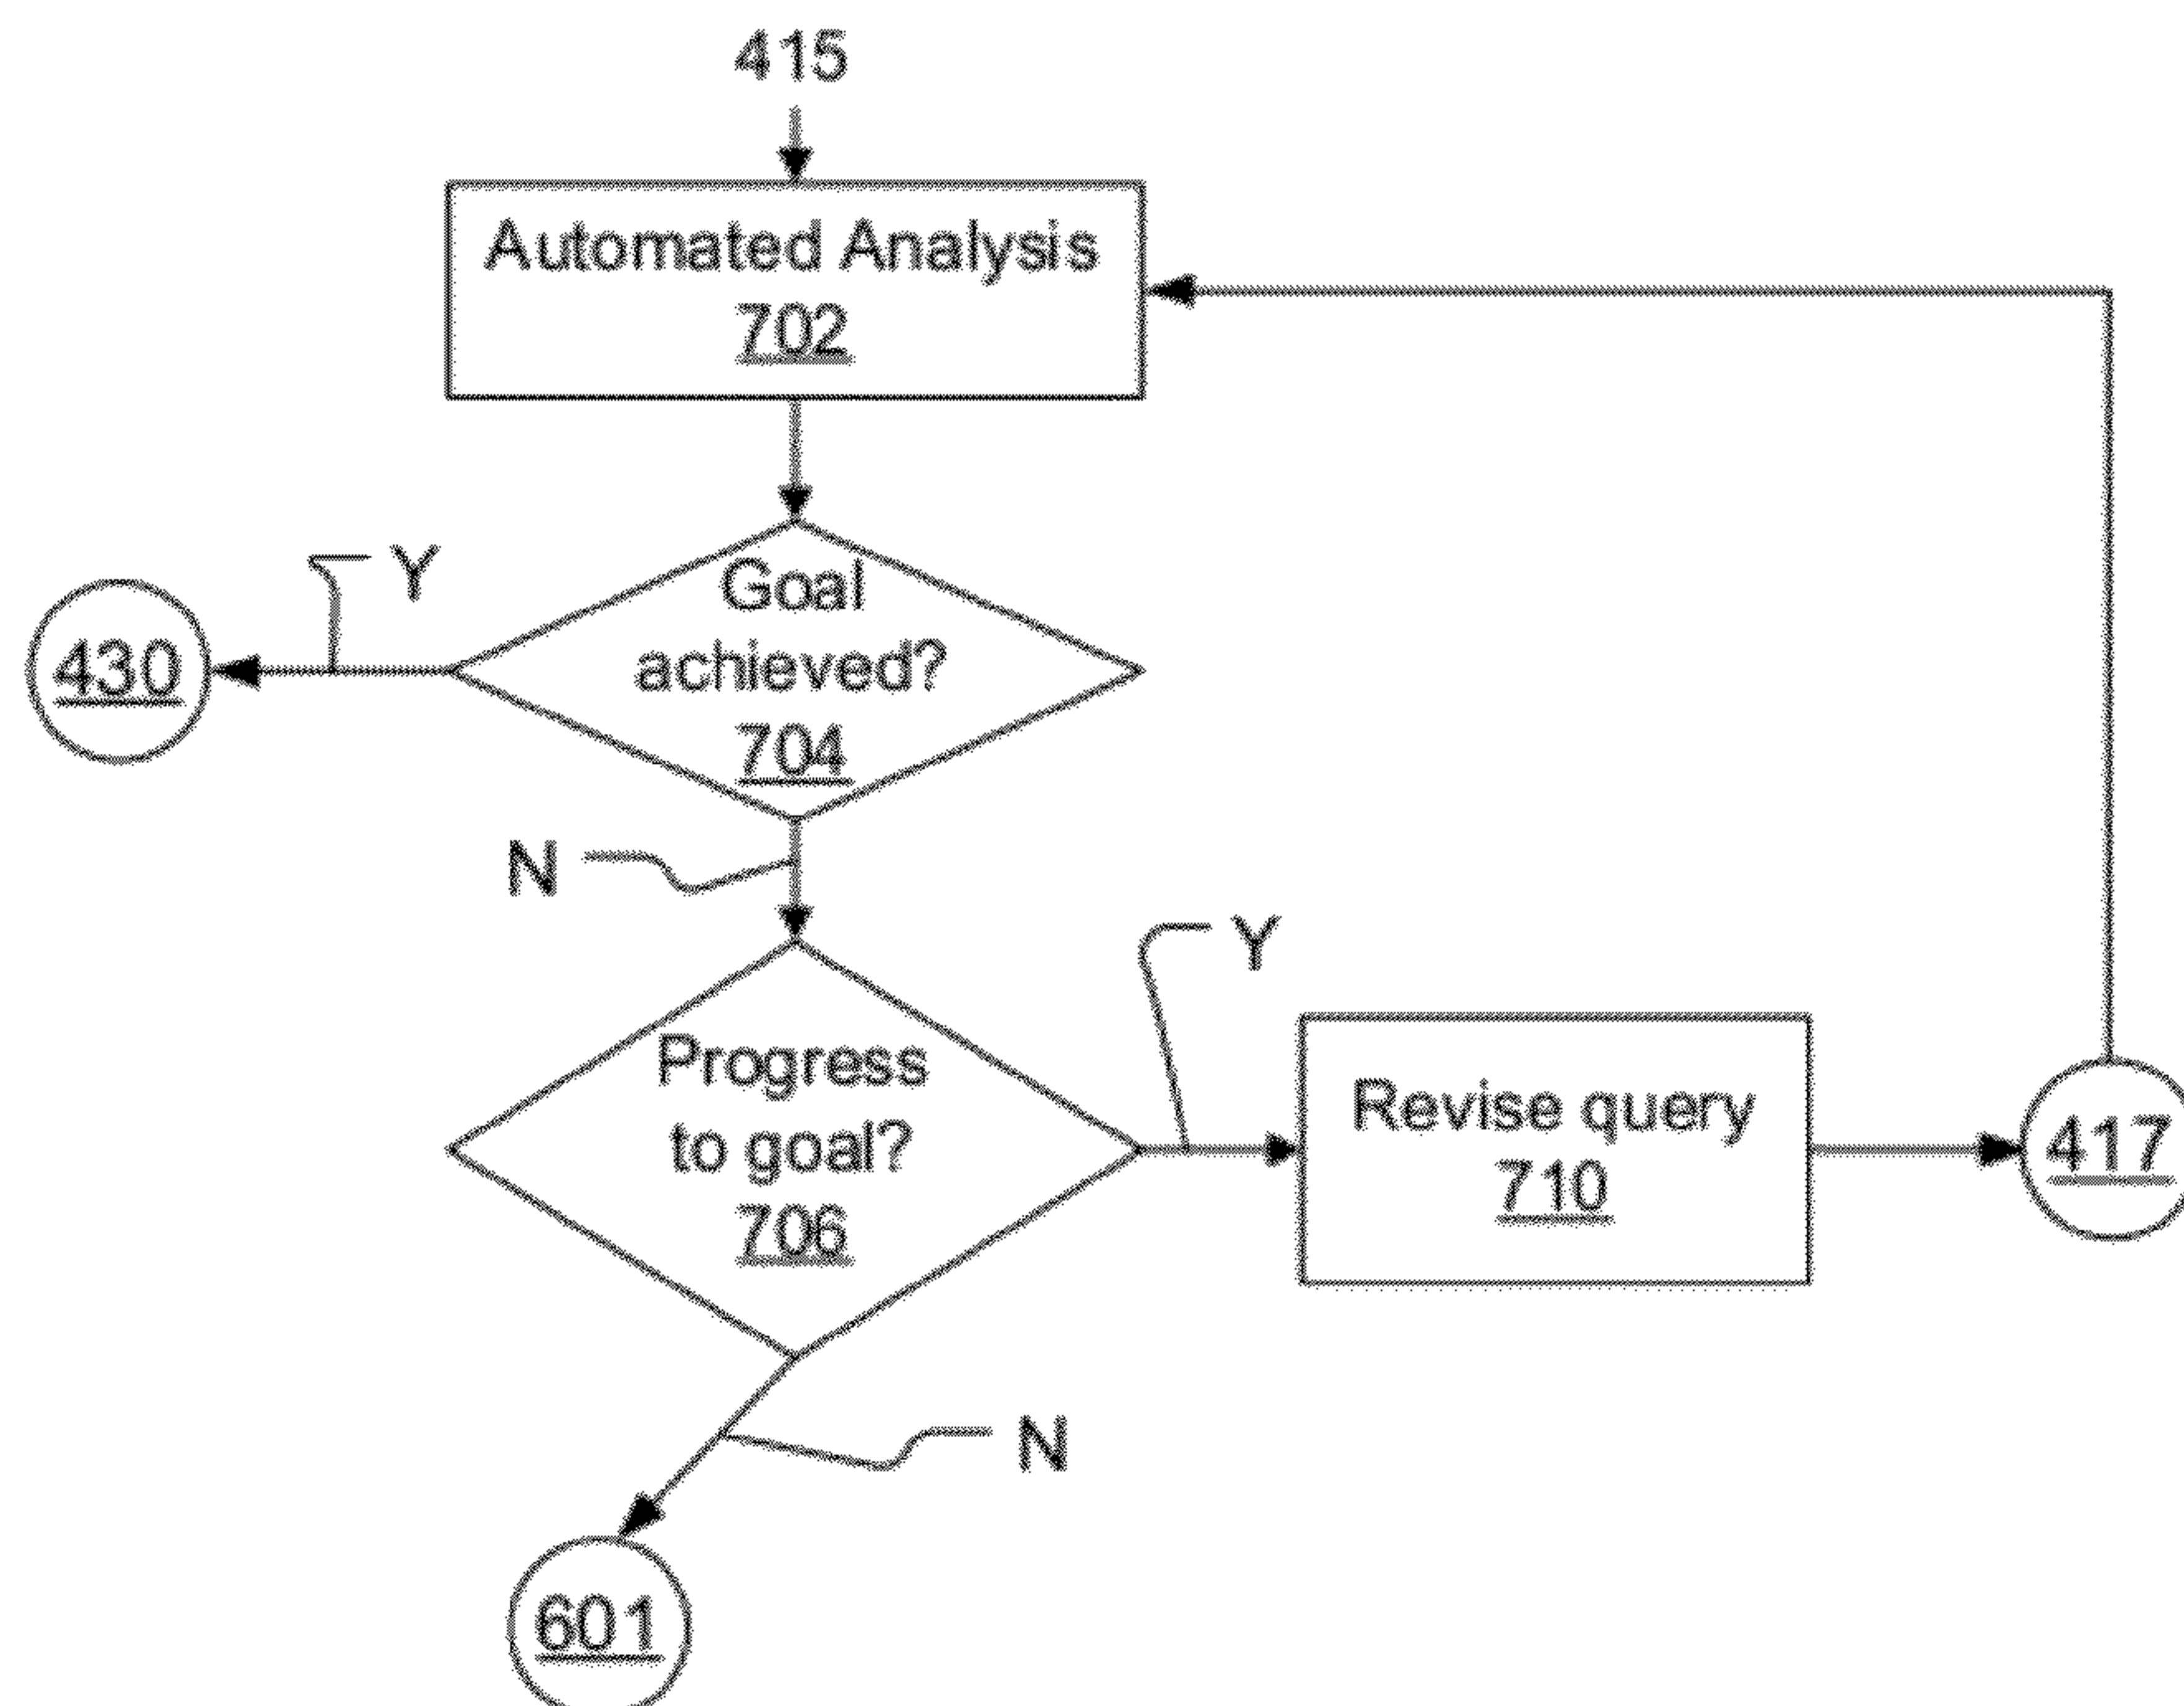 415
Automated Analysis
702
Y
Goal
achieved?
704
430
N
Y
Progress
to goal?
706
Revise query
710
417
N
601